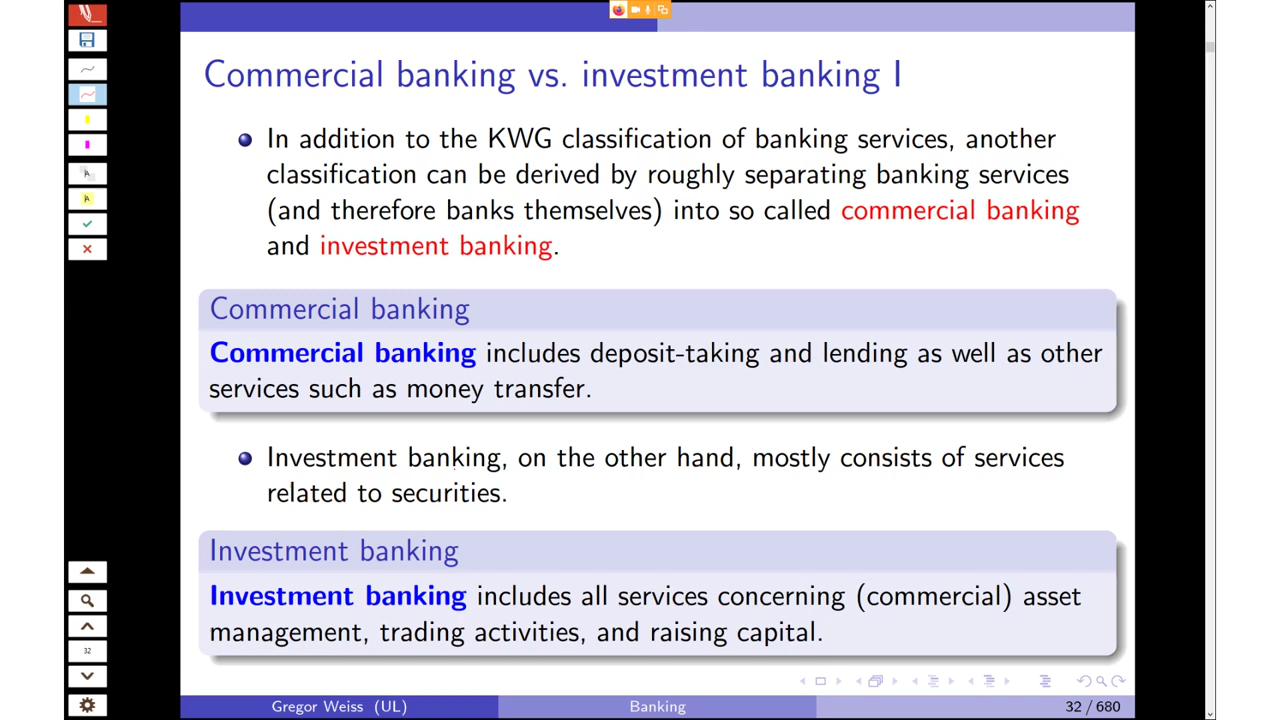 Commercial banking vs. investment banking I
In addition to the KWG classification of banking services, another
classification can be derived by roughly separating banking services
(and therefore banks themselves) into so called commercial banking
and investment banking.
Commercial banking
Commercial banking includes deposit-taking and lending as well as other
services such as money transfer.
Investment banking, on the other hand, mostly consists of services
related to securities.
Investment banking
Investment banking includes all services concerning (commercial) asset
management, trading activities, and raising capital.
32
Gregor Weiss (UL) Banking 32 / 680